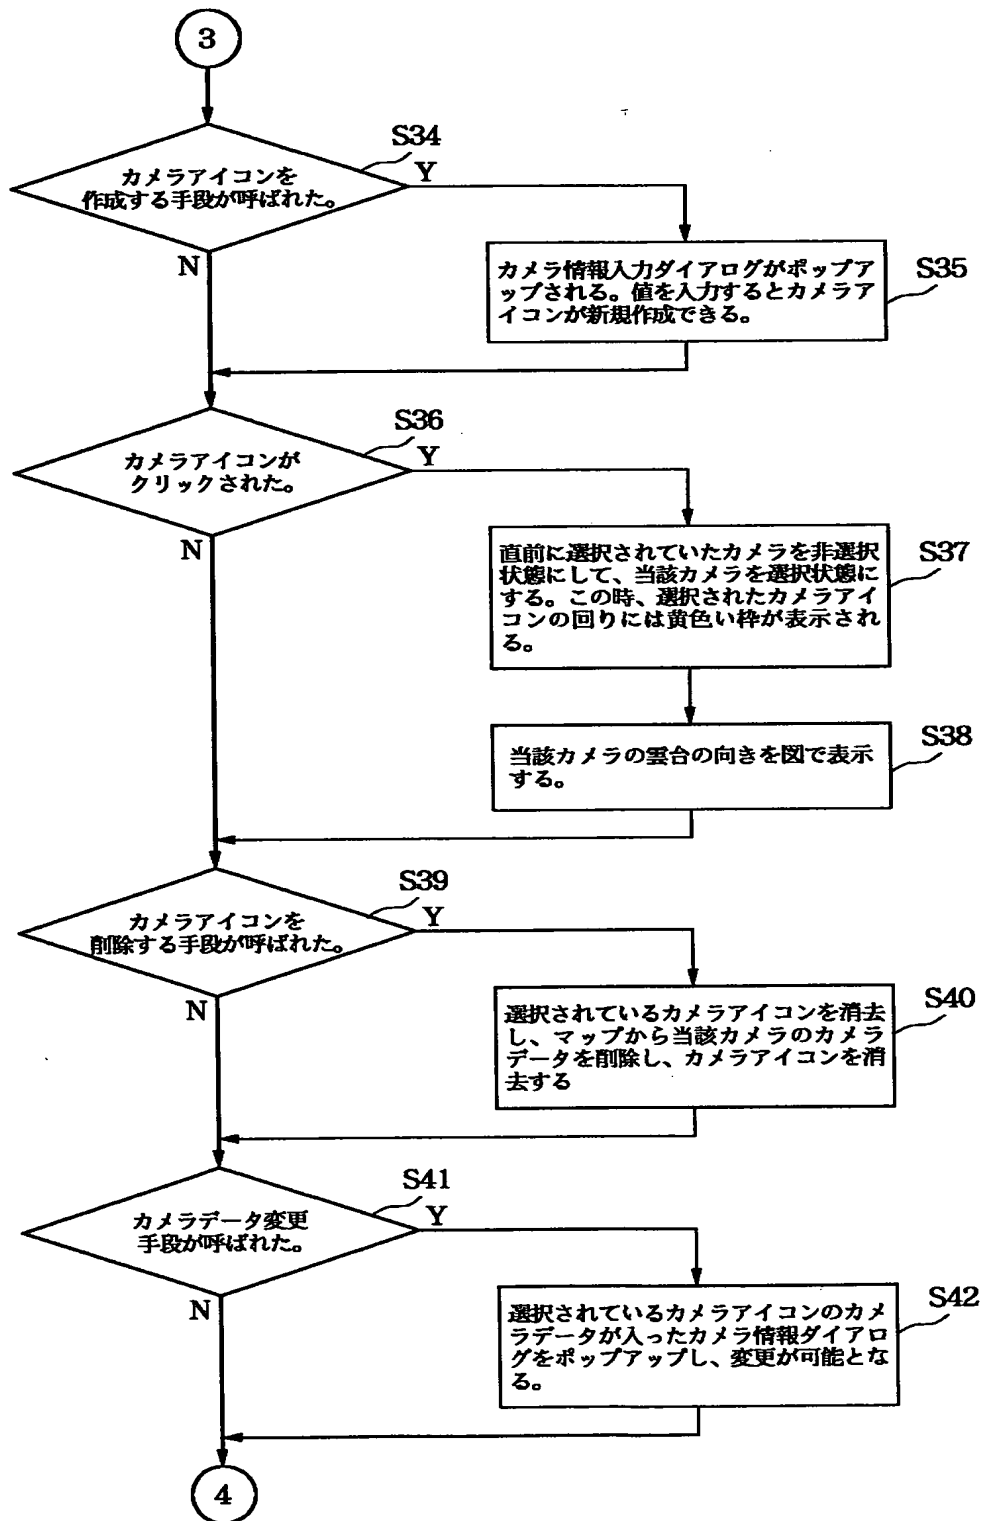 3
S34
カメラアイコンを
作成する手段が呼ばれた。
Y
N
カメラ情報入力ダイアログがポップア
ップされる。値を入力するとカメラア
イコンが新規作成できる。
S35
S36
カメラアイコンが
クリックされた。
Y
N
直前に選択されていたカメラを非選択
状態にして、当該カメラを選択状態に
する。この時、選択されたカメラアイ
コンの回りには黄色い枠が表示され
る。
S37
当該カメラの雲台の向きを図で表示
する。
S38
S39
カメラアイコンを
削除する手段が呼ばれた。
Y
N
選択されているカメラアイコンを消去
し、マップから当該カメラのカメラ
データを削除し、カメラアイコンを消
去する
S40
S41
カメラデータ変更
手段が呼ばれた。
Y
N
選択されているカメラアイコンのカメ
ラデータが入ったカメラ情報ダイアロ
グをポップアップし、変更が可能とな
る。
S42
4